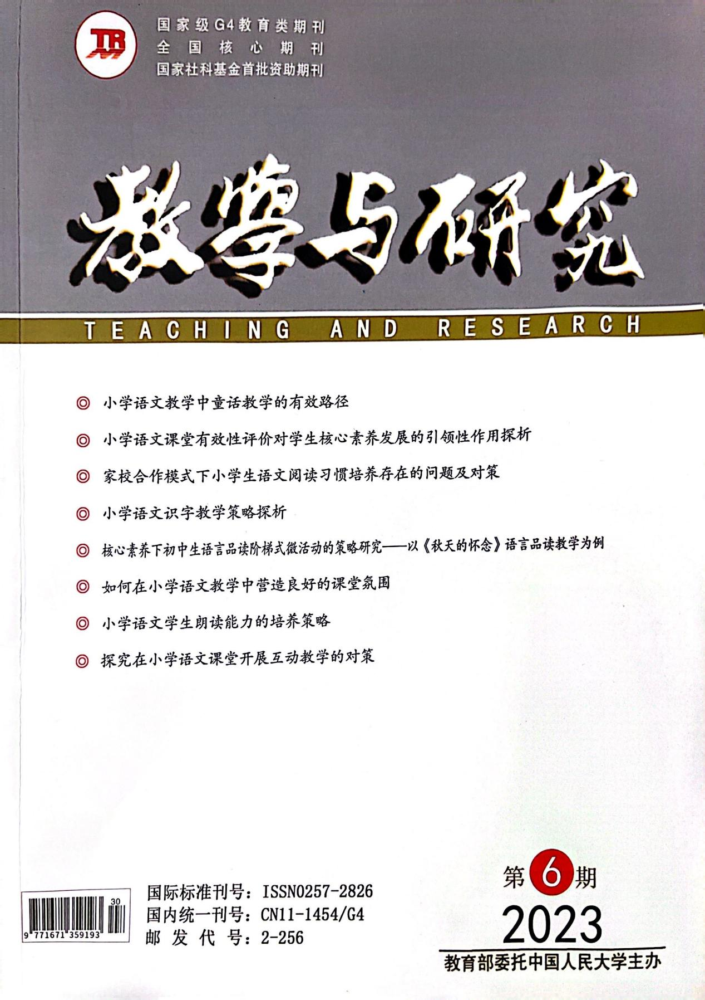 TR
国家级G4教育类期刊
全国核心期刊
国家社科基金首批资助期刊
教学与研究
TEACHING AND RESEARCH
◎ 小学语文教学中童话教学的有效路径
◎ 小学语文课堂有效性评价对学生核心素养发展的引领性作用探析
◎ 家校合作模式下小学生语文阅读习惯培养存在的问题及对策
◎ 小学语文识字教学策略探析
◎ 核心素养下初中生语言品读阶梯式微活动的策略研究——以《秋天的怀念》语言品读教学为例
◎ 如何在小学语文教学中营造良好的课堂氛围
◎ 小学语文学生朗读能力的培养策略
◎ 探究在小学语文课堂开展互动教学的对策
第6期
2023
教育部委托中国人民大学主办
国际标准刊号：ISSN0257-2826
国内统一刊号：CN11-1454/G4
邮发代号：2-256
30
9 771671 359193